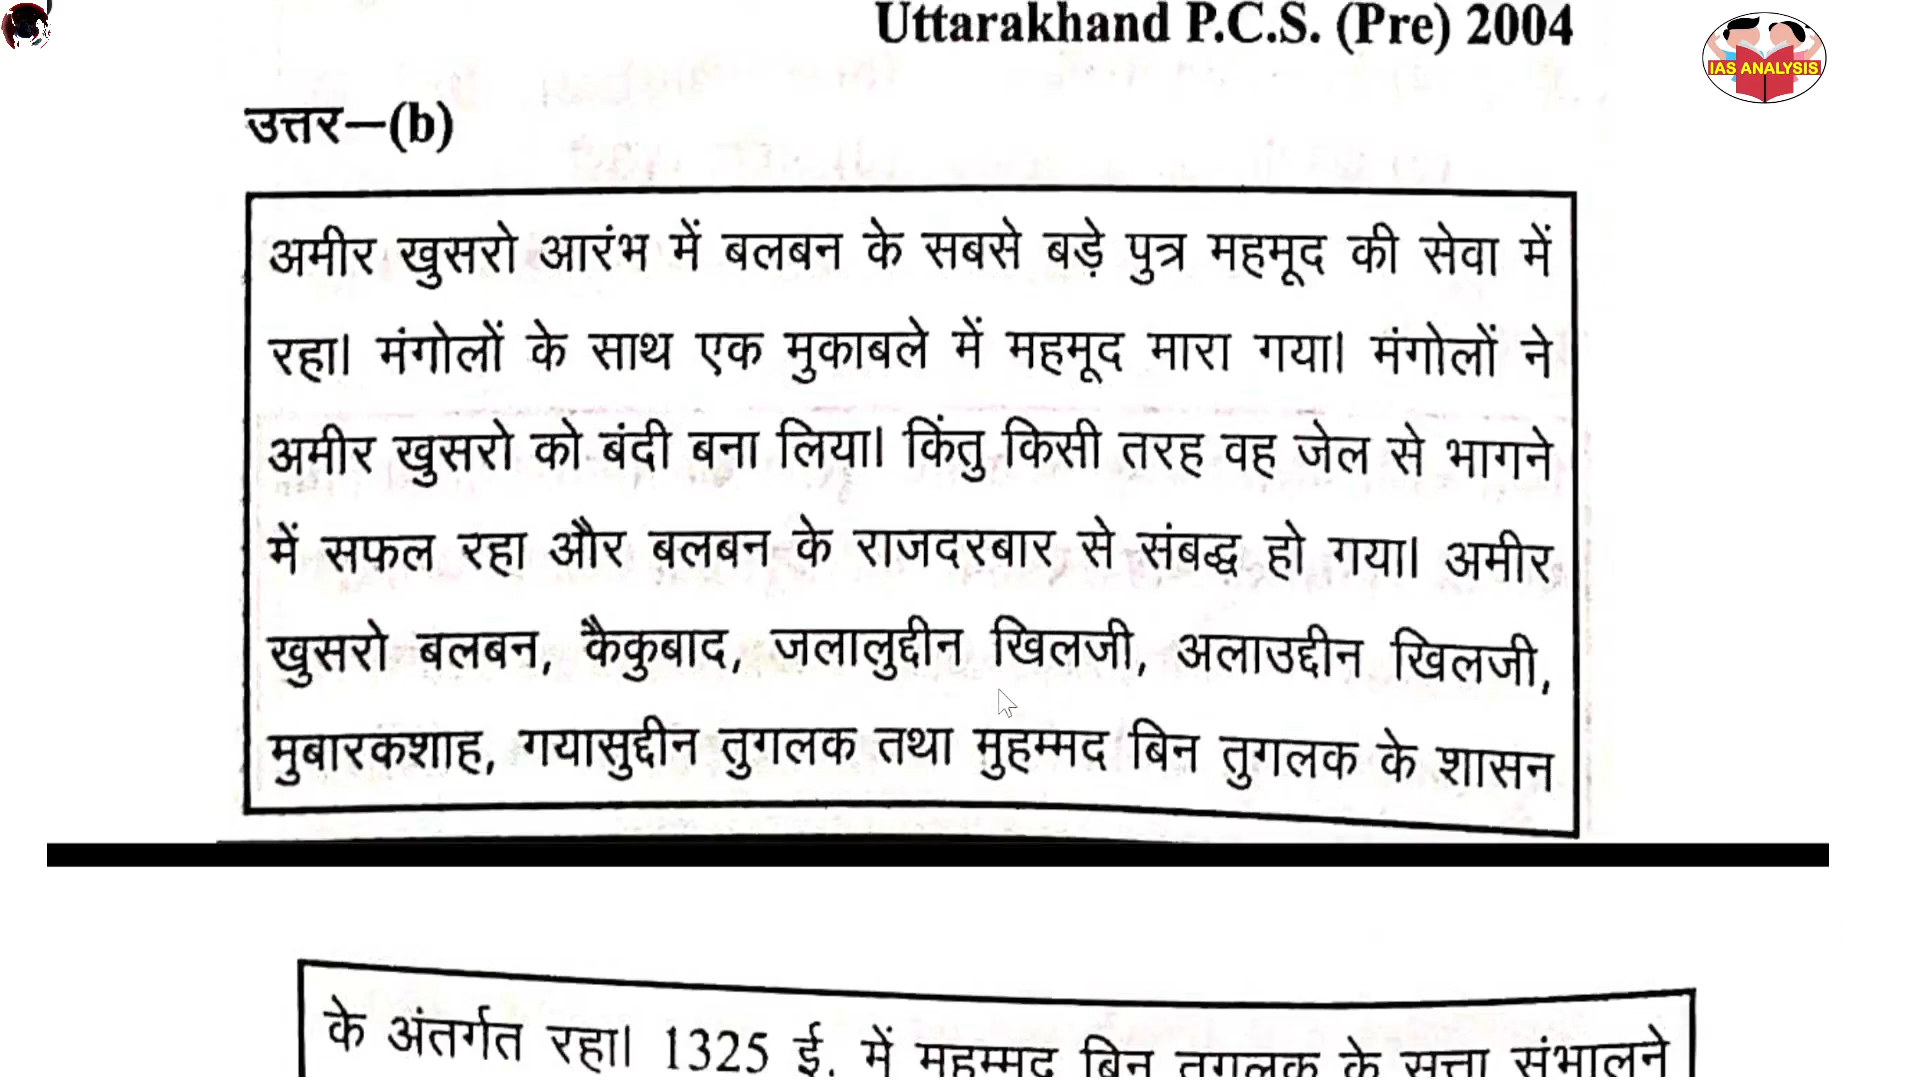 Uttarakhand P.C.S. (Pre) 2004
IAS ANALYSIS
उत्तर—(b)
अमीर खुसरो आरंभ में बलबन के सबसे बड़े पुत्र महमूद की सेवा में
रहा। मंगोलों के साथ एक मुकाबले में महमूद मारा गया। मंगोलों ने
अमीर खुसरो को बंदी बना लिया। किंतु किसी तरह वह जेल से भागने
में सफल रहा और बलबन के राजदरबार से संबद्ध हो गया। अमीर
खुसरो बलबन, कैकुबाद, जलालुद्दीन खिलजी, अलाउद्दीन खिलजी,
मुबारकशाह, गयासुद्दीन तुगलक तथा मुहम्मद बिन तुगलक के शासन
के अंतर्गत रहा। 1325 ई. में मुहम्मद बिन तुगलक के सत्ता संभालने